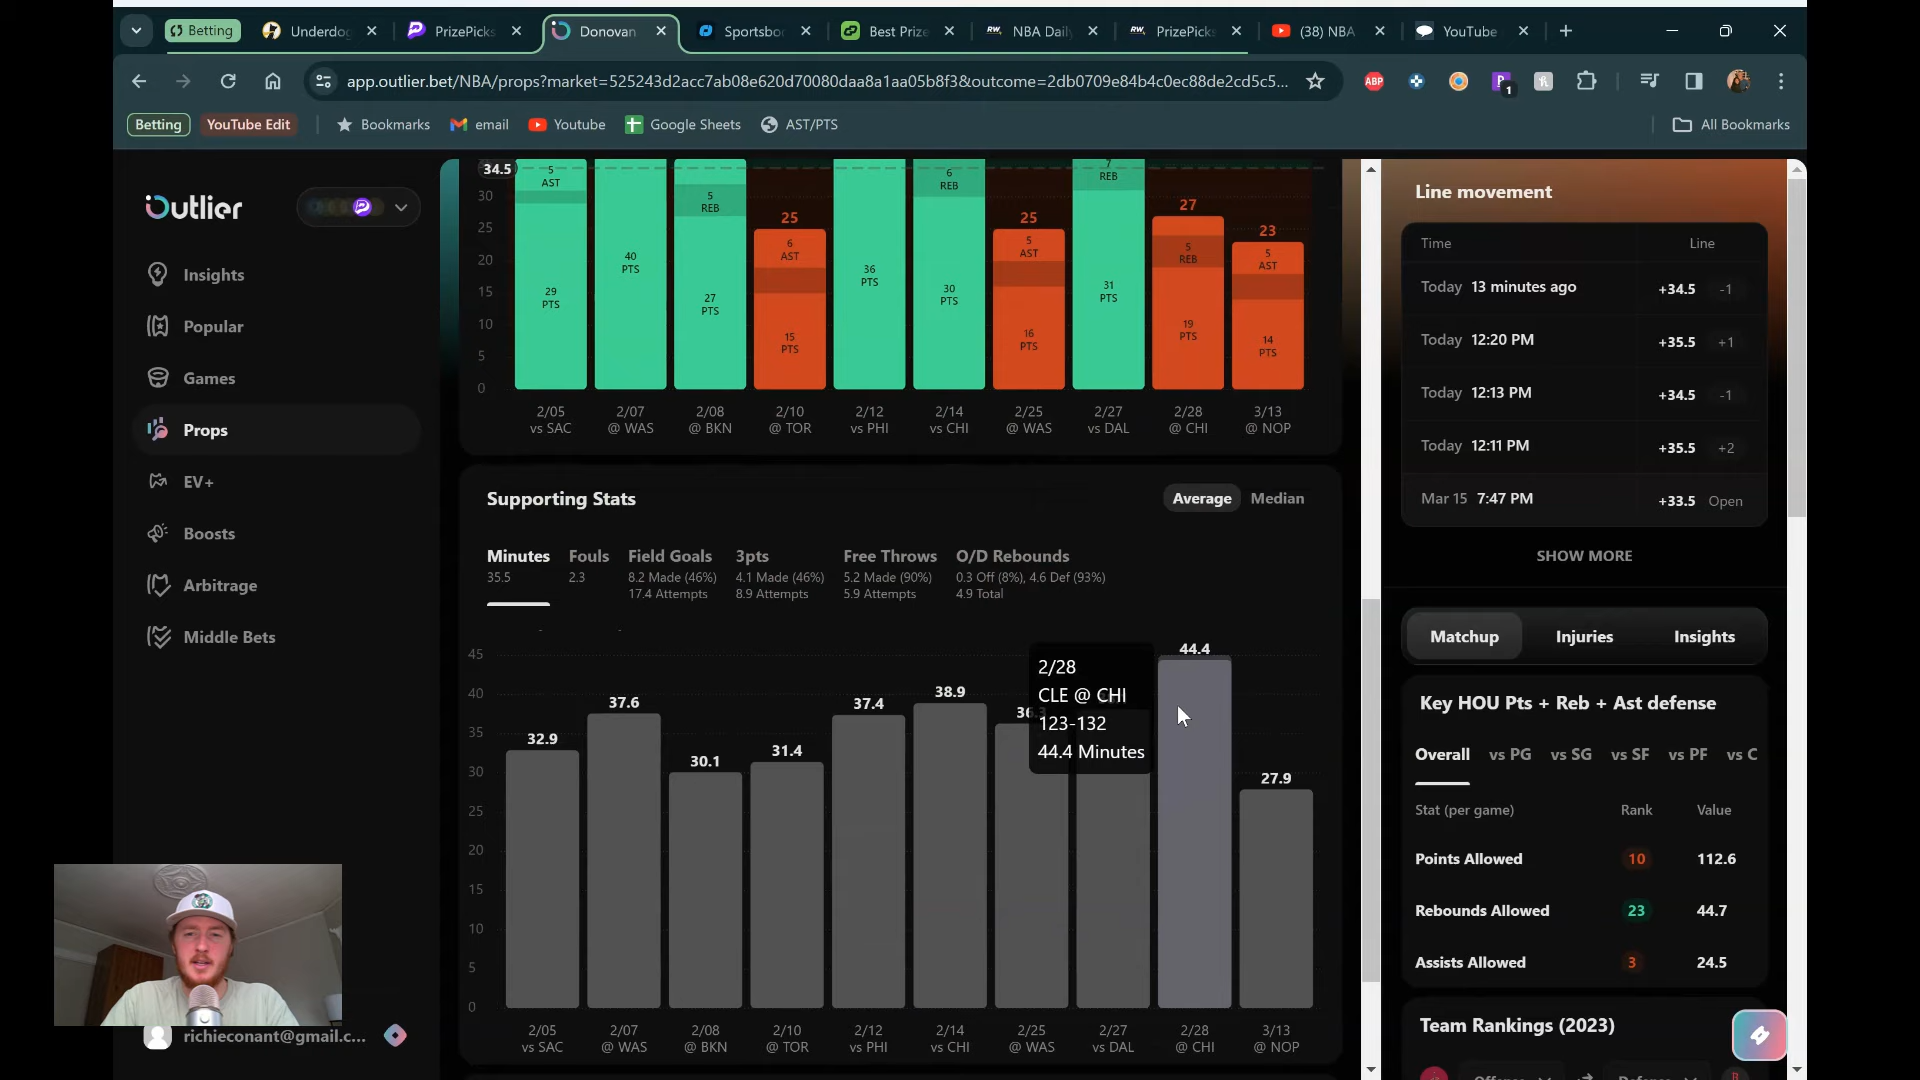 Betting
Underdog
PrizePicks
Donovan
Sportsbo
Best Prize
NBA Daily
PrizePicks
(38) NBA
YouTube
app.outlier.bet/NBA/props?market=525243d2acc7ab08e620d70080daa8a1aa05b8f3&outcome=2db0709e84b4c0ec88de2cd5c5...
ABP
1
Betting
YouTube Edit
Bookmarks
email
Youtube
Google Sheets
AST/PTS
All Bookmarks
Outlier
Insights
Popular
Games
Props
EV+
Boosts
Arbitrage
Middle Bets
richieconant@gmail.c...
34.5
30
25
20
15
10
5
0
5
AST
29
PTS
40
PTS
5
REB
27
PTS
25
6
AST
15
PTS
36
PTS
6
REB
30
PTS
25
5
AST
16
PTS
7
REB
31
PTS
27
5
REB
19
PTS
23
5
AST
14
PTS
2/05 2/07 2/08 2/10 2/12 2/14 2/25 2/27 2/28 3/13
vs SAC @ WAS @ BKN @ TOR vs PHI vs CHI @ WAS vs DAL @ CHI @ NOP
Supporting Stats
Average Median
Minutes Fouls Field Goals 3pts Free Throws O/D Rebounds
35.5 2.3 8.2 Made (46%) 4.1 Made (46%) 5.2 Made (90%) 0.3 Off (8%), 4.6 Def (93%)
17.4 Attempts 8.9 Attempts 5.9 Attempts 4.9 Total
45
40
35
30
25
20
15
10
5
0
32.9
37.6
30.1
31.4
37.4
38.9
44.4
27.9
2/28
CLE @ CHI
123-132
44.4 Minutes
2/05 2/07 2/08 2/10 2/12 2/14 2/25 2/27 2/28 3/13
vs SAC @ WAS @ BKN @ TOR vs PHI vs CHI @ WAS vs DAL @ CHI @ NOP
Line movement
Time Line
Today 13 minutes ago +34.5 -1
Today 12:20 PM +35.5 +1
Today 12:13 PM +34.5 -1
Today 12:11 PM +35.5 +2
Mar 15 7:47 PM +33.5 Open
SHOW MORE
Matchup Injuries Insights
Key HOU Pts + Reb + Ast defense
Overall vs PG vs SG vs SF vs PF vs C
Stat (per game) Rank Value
Points Allowed 10 112.6
Rebounds Allowed 23 44.7
Assists Allowed 3 24.5
Team Rankings (2023)